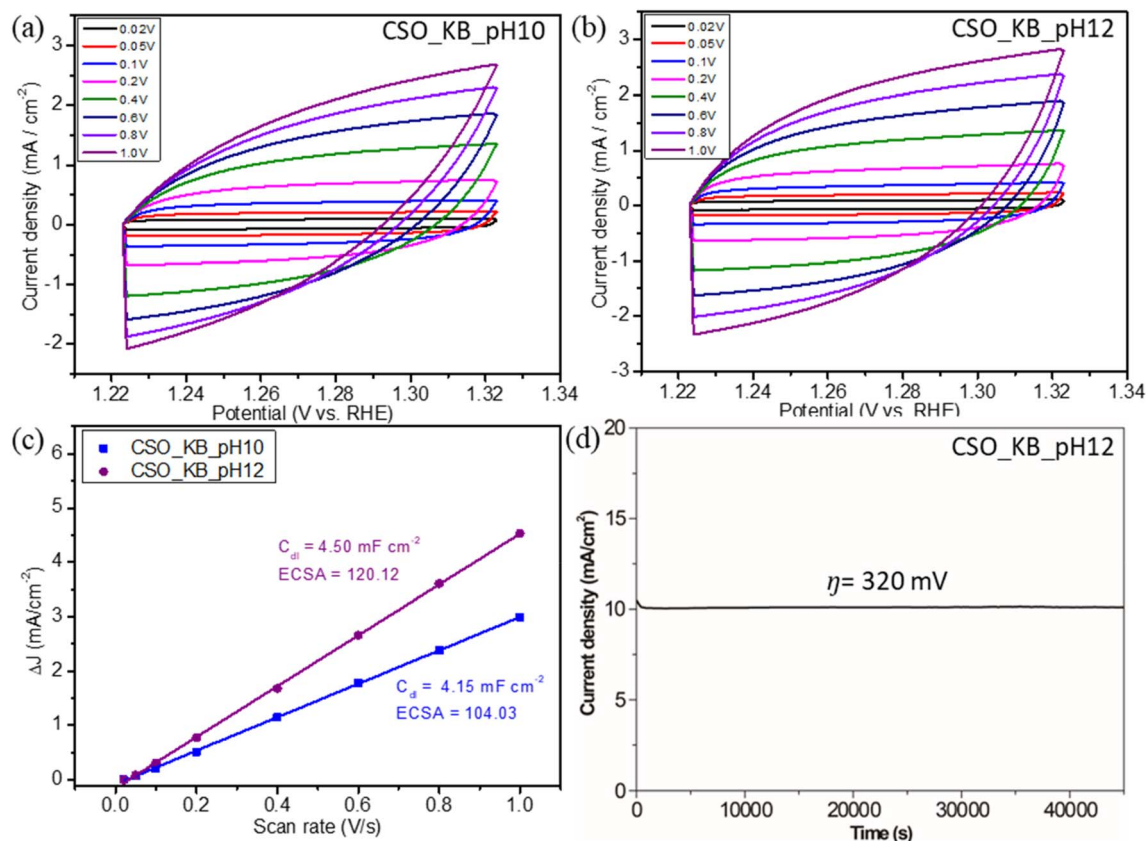 (a)
CSO_KB_pH10
0.02V
0.05V
0.1V
0.2V
0.4V
0.6V
0.8V
1.0V
Current density (mA / cm⁻²)
3
2
1
0
-1
-2
1.22
1.24
1.26
1.28
1.30
1.32
1.34
Potential (V vs. RHE)
(b)
CSO_KB_pH12
0.02V
0.05V
0.1V
0.2V
0.4V
0.6V
0.8V
1.0V
Current density (mA / cm⁻²)
3
2
1
0
-1
-2
-3
1.22
1.24
1.26
1.28
1.30
1.32
1.34
Potential (V vs. RHE)
(c)
CSO_KB_pH10
CSO_KB_pH12
C_dl = 4.50 mF cm⁻²
ECSA = 120.12
C_dl = 4.15 mF cm⁻²
ECSA = 104.03
ΔJ (mA/cm⁻²)
6
5
4
3
2
1
0
0.0
0.2
0.4
0.6
0.8
1.0
Scan rate (V/s)
(d)
CSO_KB_pH12
η= 320 mV
Current density (mA/cm²)
20
15
10
5
0
0
10000
20000
30000
40000
Time (s)